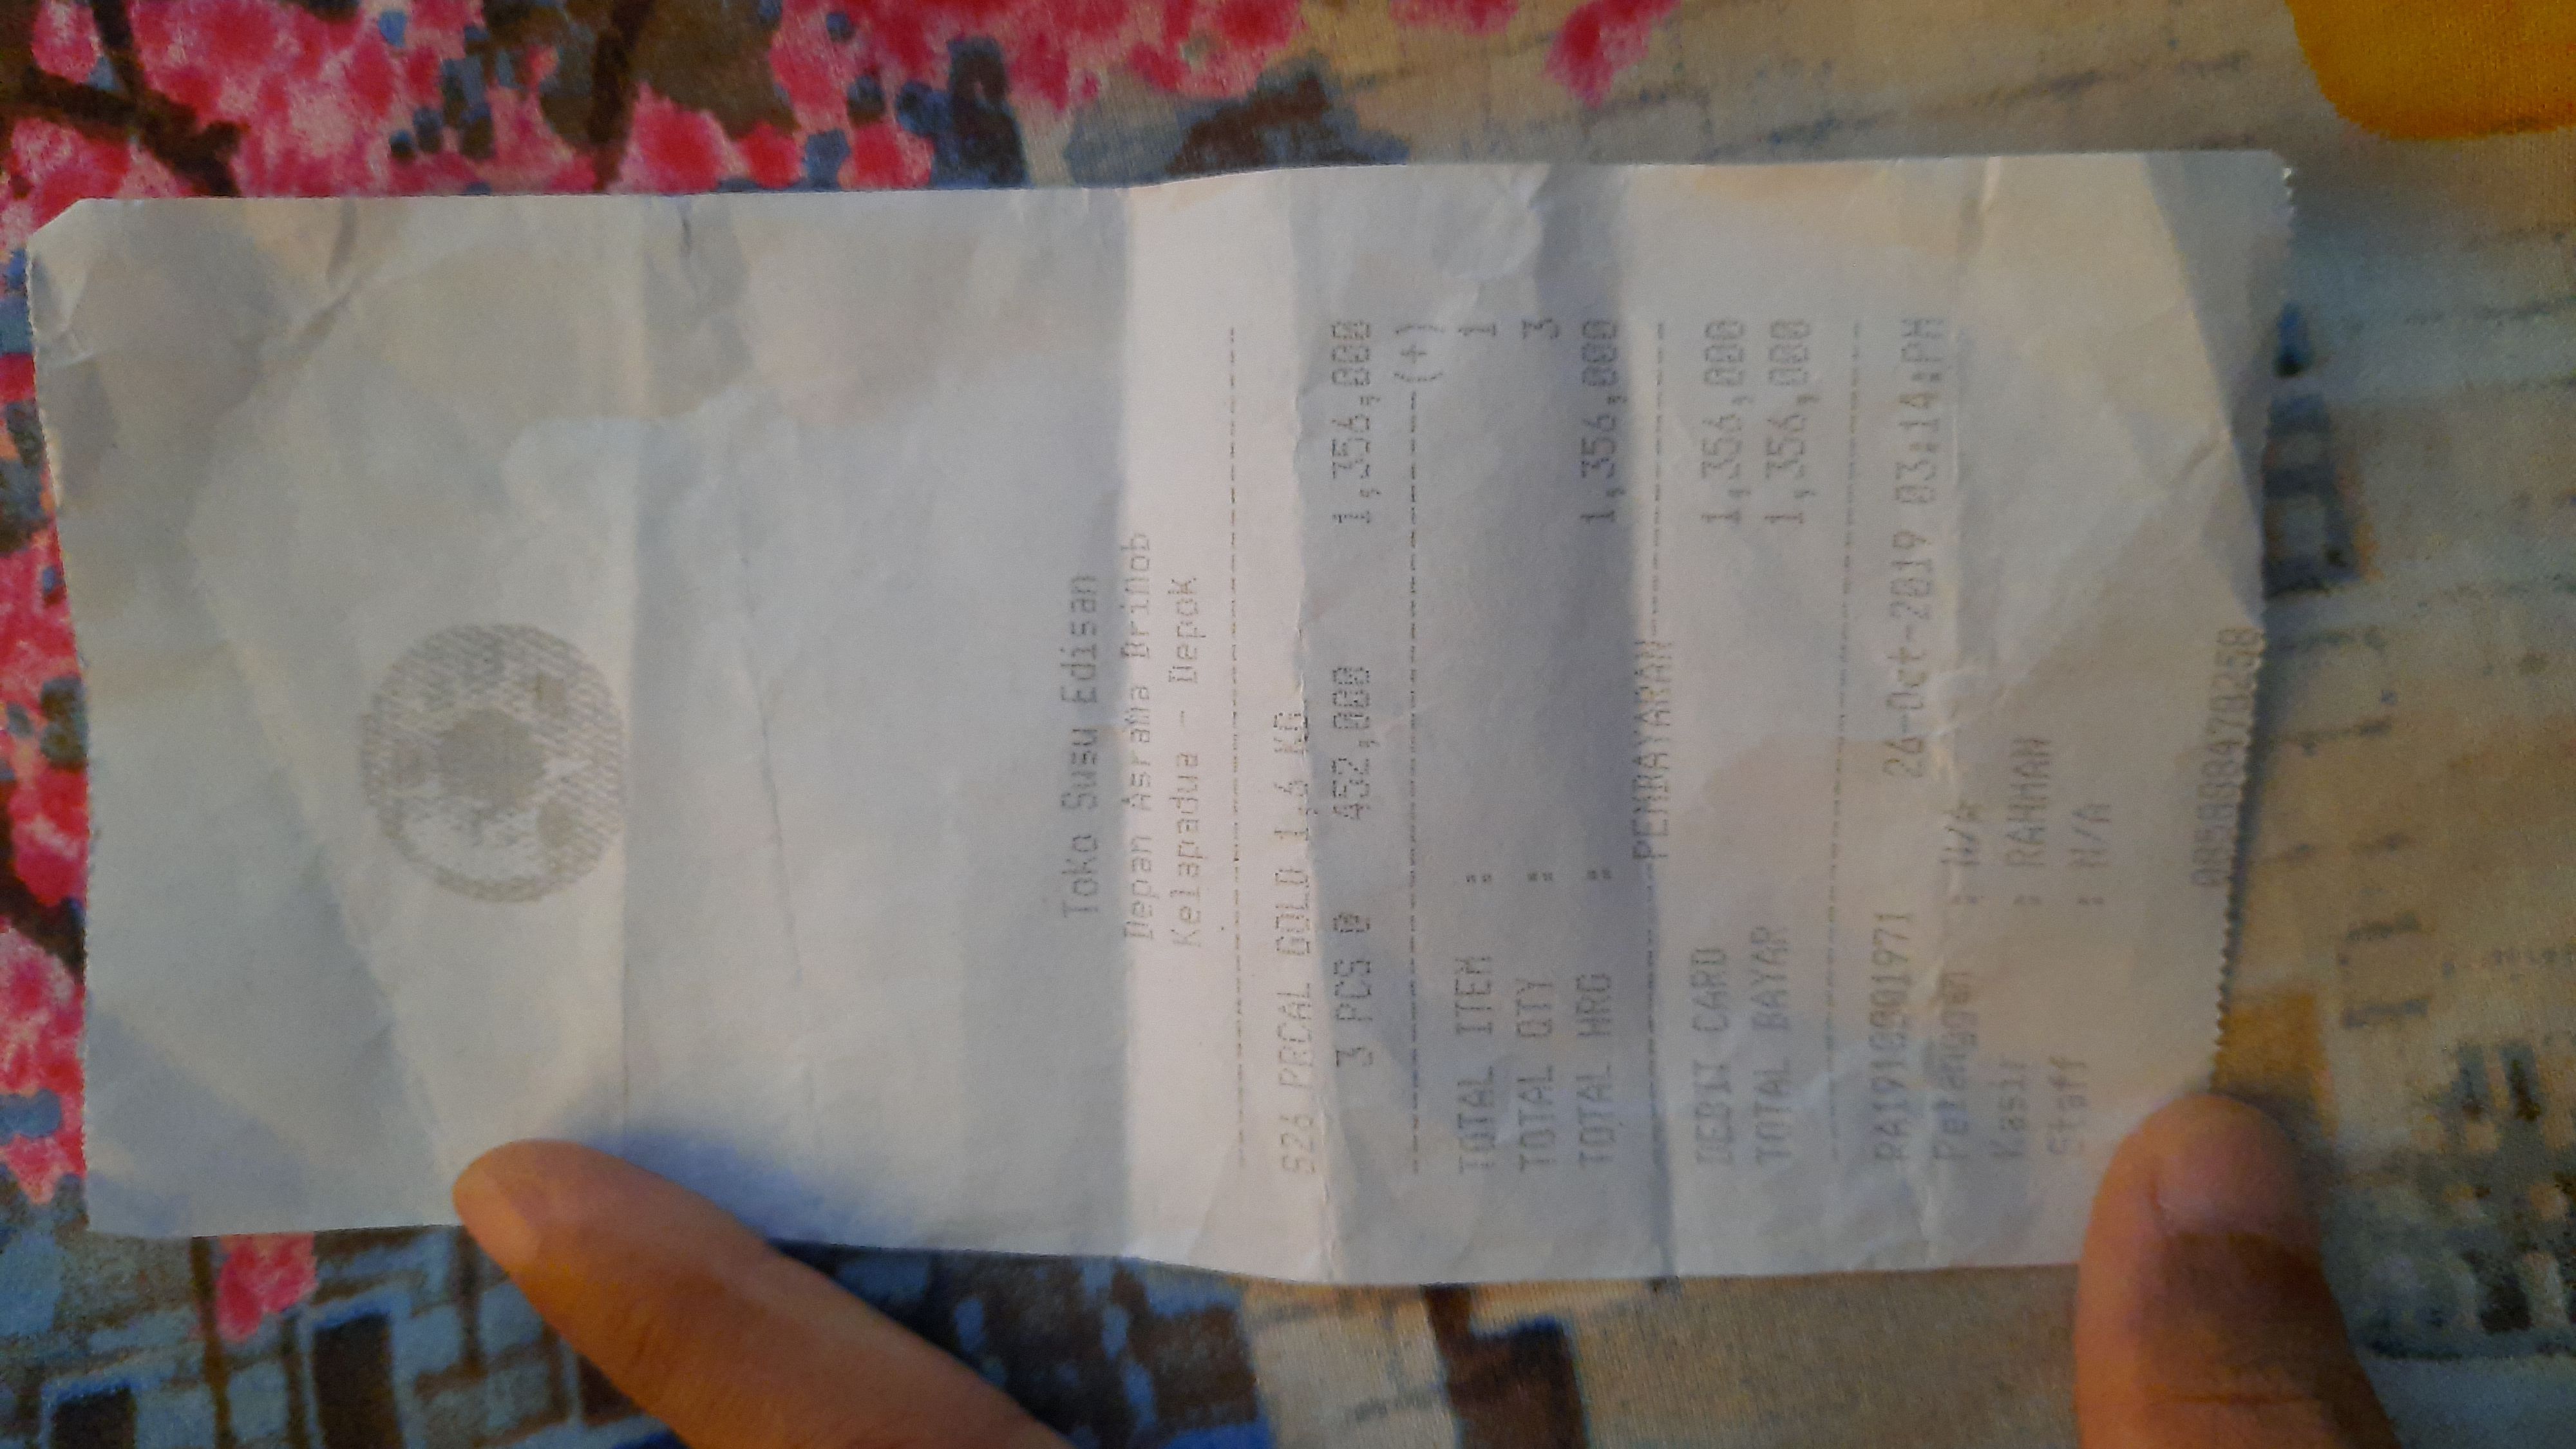 Toko Susu Edisan
Depan Asrama Brimob
Kelapadua - Depok
S26 PRCAL GOLD 1,6 KG
3 PCS @ 452,000 1,356,000
(+)
TOTAL ITEM : 1
TOTAL QTY : 3
TOTAL HRG : 1,356,000
PEMBAYARAN
DEBIT CARD 1,356,000
TOTAL BAYAR 1,356,000
RA1910001971 26-Oct-2019 03:14:PM
Pelanggan : N/A
Kasir : RAHMAN
Staff : N/A